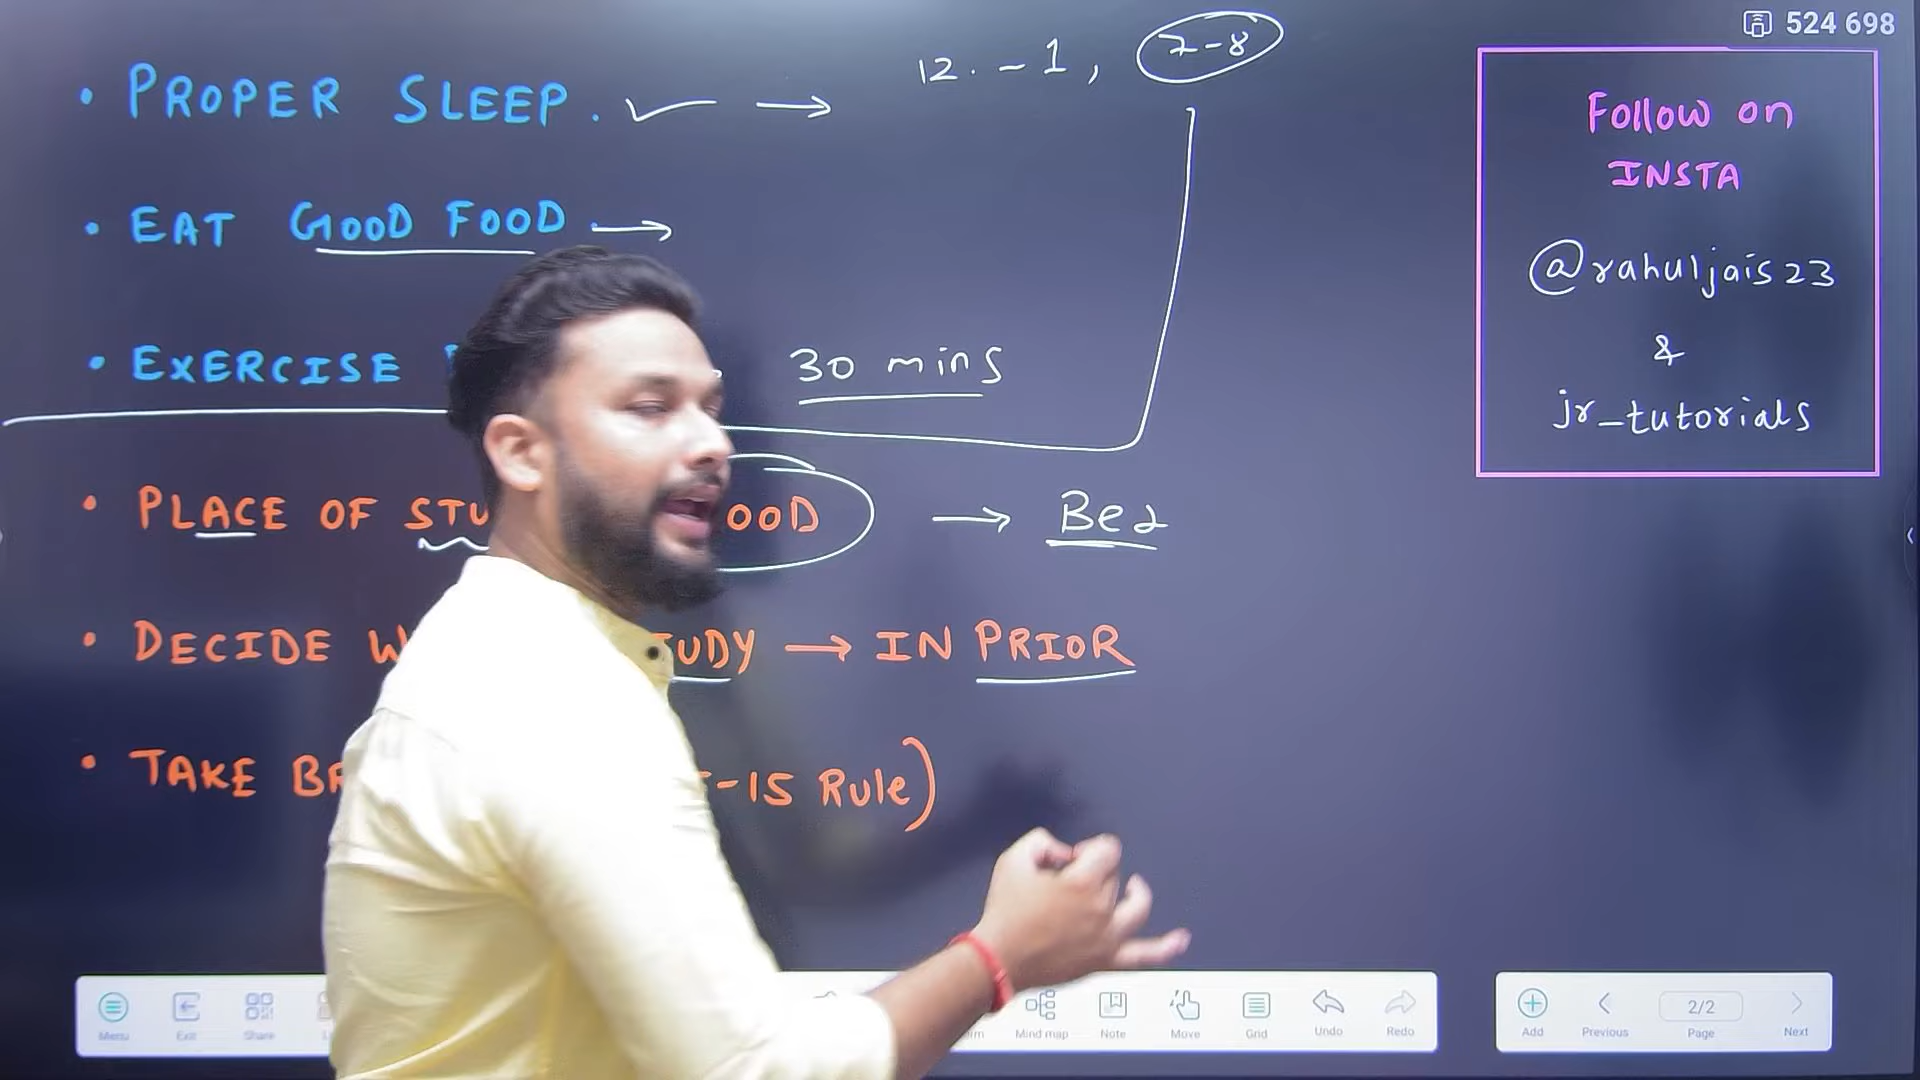 524 698
12. - 1, 7-8
• PROPER SLEEP. →
Follow on
INSTA
• EAT GOOD FOOD →
@rahuljais23
&
jr_tutorials
• EXERCISE 30 mins
• PLACE OF STU OOD → Bed
• DECIDE W UDY → IN PRIOR
• TAKE BR -15 Rule)
Menu
Exit
Share
Mind map
Note
Move
Grid
Undo
Redo
Add
Previous
2/2
Page
Next